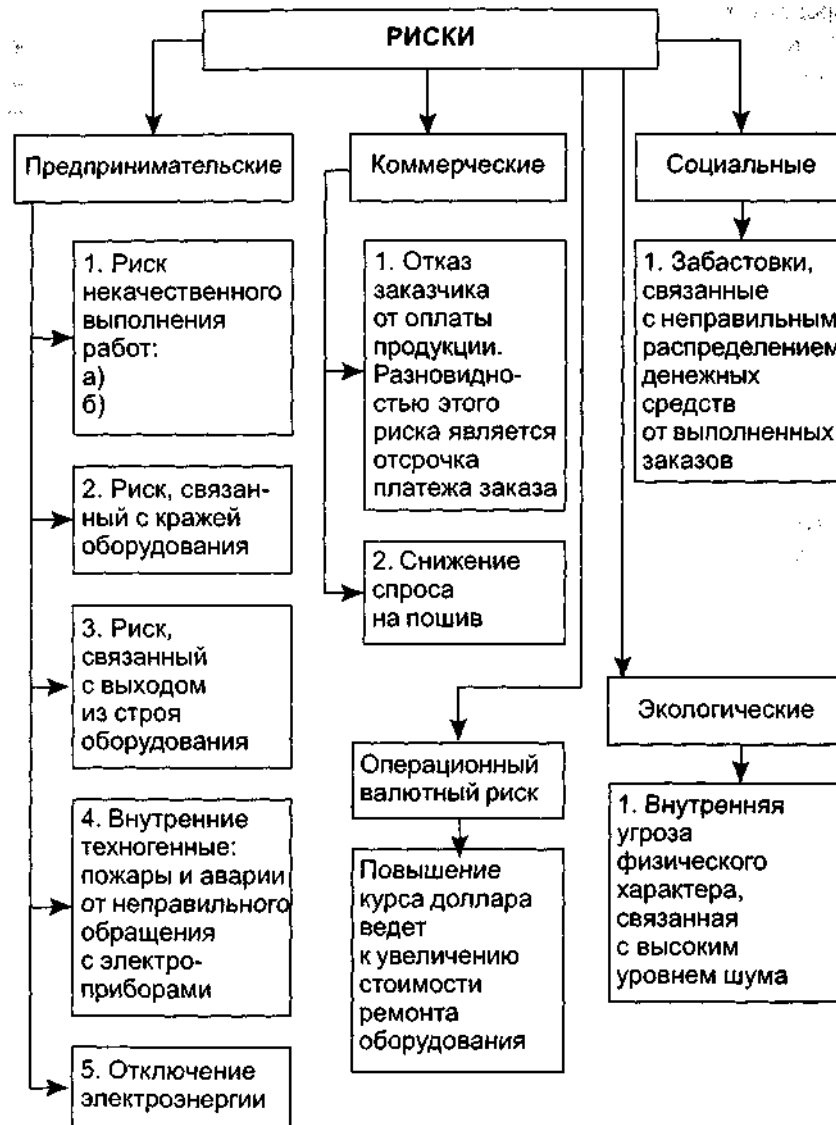 РИСКИ
Предпринимательские
1. Риск
некачественного
выполнения
работ:
а)
б)
2. Риск, связан-
ный с кражей
оборудования
3. Риск,
связанный
с выходом
из строя
оборудования
4. Внутренние
техногенные:
пожары и аварии
от неправильного
обращения
с электро-
приборами
5. Отключение
электроэнергии
Коммерческие
1. Отказ
заказчика
от оплаты
продукции.
Разновидно-
стью этого
риска является
отсрочка
платежа заказа
2. Снижение
спроса
на пошив
Операционный
валютный риск
Повышение
курса доллара
ведет
к увеличению
стоимости
ремонта
оборудования
Социальные
1. Забастовки,
связанные
с неправильным
распределением
денежных
средств
от выполненных
заказов
Экологические
1. Внутренняя
угроза
физического
характера,
связанная
с высоким
уровнем шума